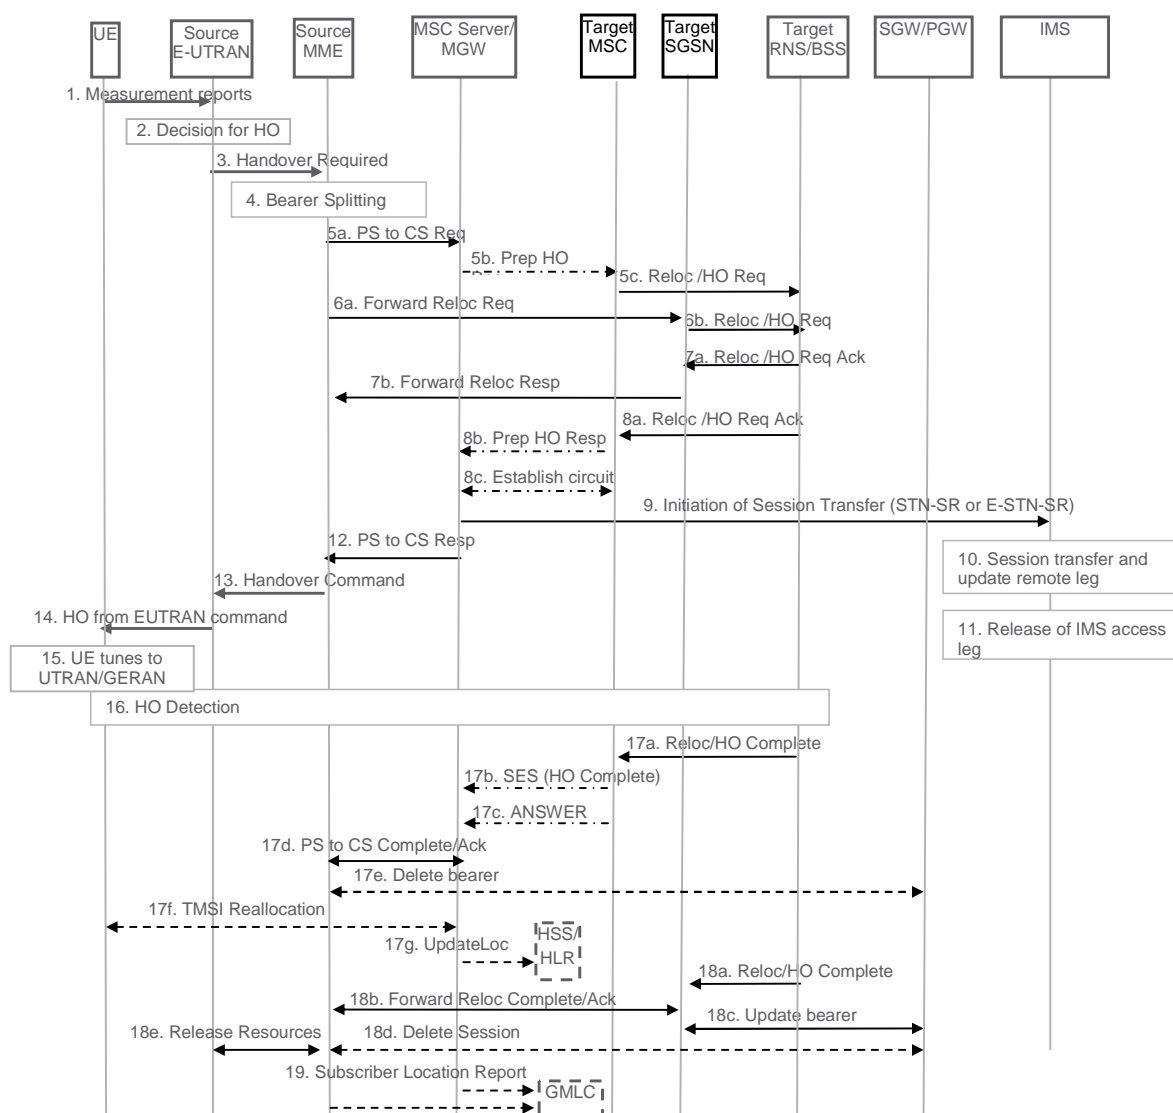 UE
Source
E-UTRAN
Source
MME
MSC Server/
MGW
Target
MSC
Target
SGSN
Target
RNS/BSS
SGW/PGW
IMS
1. Measurement reports
2. Decision for HO
3. Handover Required
4. Bearer Splitting
5a. PS to CS Req
5b. Prep HO
5c. Reloc /HO Req
6a. Forward Reloc Req
6b. Reloc /HO Req
7a. Reloc /HO Req Ack
7b. Forward Reloc Resp
8a. Reloc /HO Req Ack
8b. Prep HO Resp
8c. Establish circuit
9. Initiation of Session Transfer (STN-SR or E-STN-SR)
12. PS to CS Resp
10. Session transfer and
update remote leg
13. Handover Command
14. HO from EUTRAN command
11. Release of IMS access
leg
15. UE tunes to
UTRAN/GERAN
16. HO Detection
17a. Reloc/HO Complete
17b. SES (HO Complete)
17c. ANSWER
17d. PS to CS Complete/Ack
17e. Delete bearer
17f. TMSI Reallocation
HSS/
HLR
17g. UpdateLoc
18a. Reloc/HO Complete
18b. Forward Reloc Complete/Ack
18c. Update bearer
18e. Release Resources
18d. Delete Session
19. Subscriber Location Report
GMLC